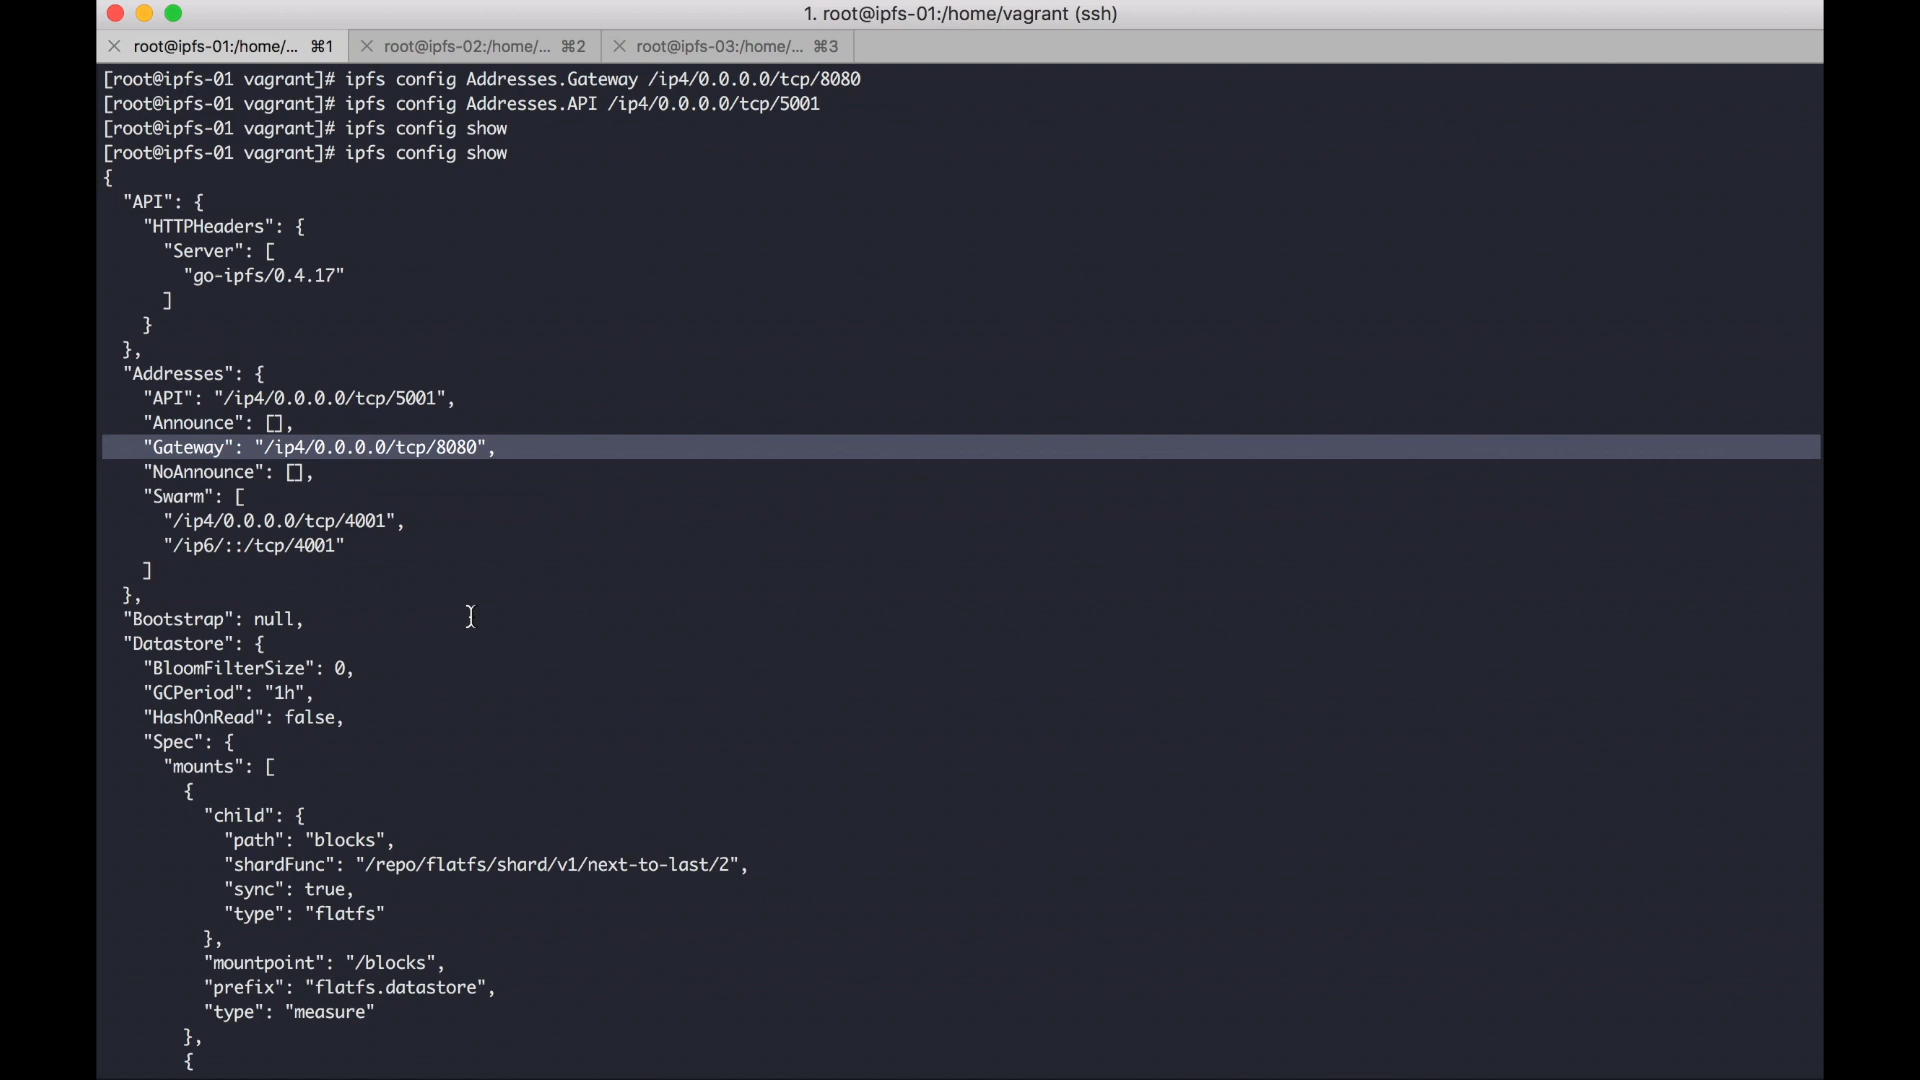 1. root@ipfs-01:/home/vagrant (ssh)
root@ipfs-01:/home/... ⌘1 root@ipfs-02:/home/... ⌘2 root@ipfs-03:/home/... ⌘3
[root@ipfs-01 vagrant]# ipfs config Addresses.Gateway /ip4/0.0.0.0/tcp/8080
[root@ipfs-01 vagrant]# ipfs config Addresses.API /ip4/0.0.0.0/tcp/5001
[root@ipfs-01 vagrant]# ipfs config show
[root@ipfs-01 vagrant]# ipfs config show
{
  "API": {
    "HTTPHeaders": {
      "Server": [
        "go-ipfs/0.4.17"
      ]
    }
  },
  "Addresses": {
    "API": "/ip4/0.0.0.0/tcp/5001",
    "Announce": [],
    "Gateway": "/ip4/0.0.0.0/tcp/8080",
    "NoAnnounce": [],
    "Swarm": [
      "/ip4/0.0.0.0/tcp/4001",
      "/ip6/::/tcp/4001"
    ]
  },
  "Bootstrap": null,
  "Datastore": {
    "BloomFilterSize": 0,
    "GCPeriod": "1h",
    "HashOnRead": false,
    "Spec": {
      "mounts": [
        {
          "child": {
            "path": "blocks",
            "shardFunc": "/repo/flatfs/shard/v1/next-to-last/2",
            "sync": true,
            "type": "flatfs"
          },
          "mountpoint": "/blocks",
          "prefix": "flatfs.datastore",
          "type": "measure"
        },
        {